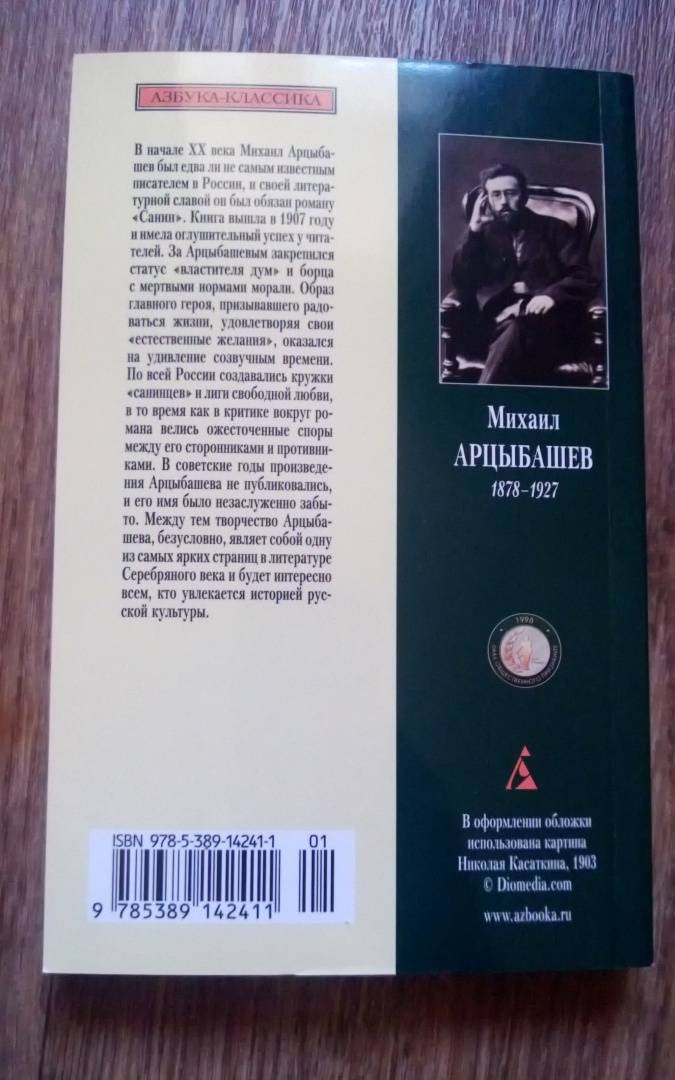 АЗБУКА-КЛАССИКА
В начале XX века Михаил Арцыба-
шев был едва ли не самым известным
писателем в России, и своей литера-
турной славой он был обязан роману
«Санин». Книга вышла в 1907 году
и имела оглушительный успех у чита-
телей. За Арцыбашевым закрепился
статус «властителя дум» и борца
с мертвыми нормами морали. Образ
главного героя, призывавшего радо-
ваться жизни, удовлетворяя свои
«естественные желания», оказался
на удивление созвучным времени.
По всей России создавались кружки
«санинцев» и лиги свободной любви,
в то время как в критике вокруг ро-
мана велись ожесточенные споры
между его сторонниками и противни-
ками. В советские годы произведе-
ния Арцыбашева не публиковались,
и его имя было незаслуженно забы-
то. Между тем творчество Арцыба-
шева, безусловно, являет собой одну
из самых ярких страниц в литературе
Серебряного века и будет интересно
всем, кто увлекается историей рус-
ской культуры.
ISBN 978-5-389-14241-1 01
9 785389 142411
Михаил
АРЦЫБАШЕВ
1878–1927
1998
ЗНАК ОБЩЕСТВЕННОГО ПРИЗНАНИЯ
В оформлении обложки
использована картина
Николая Касаткина, 1903
© Diomedia.com
www.azbooka.ru